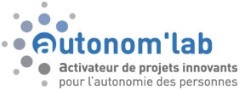 autonom'lab
activateur de projets innovants
pour l'autonomie des personnes